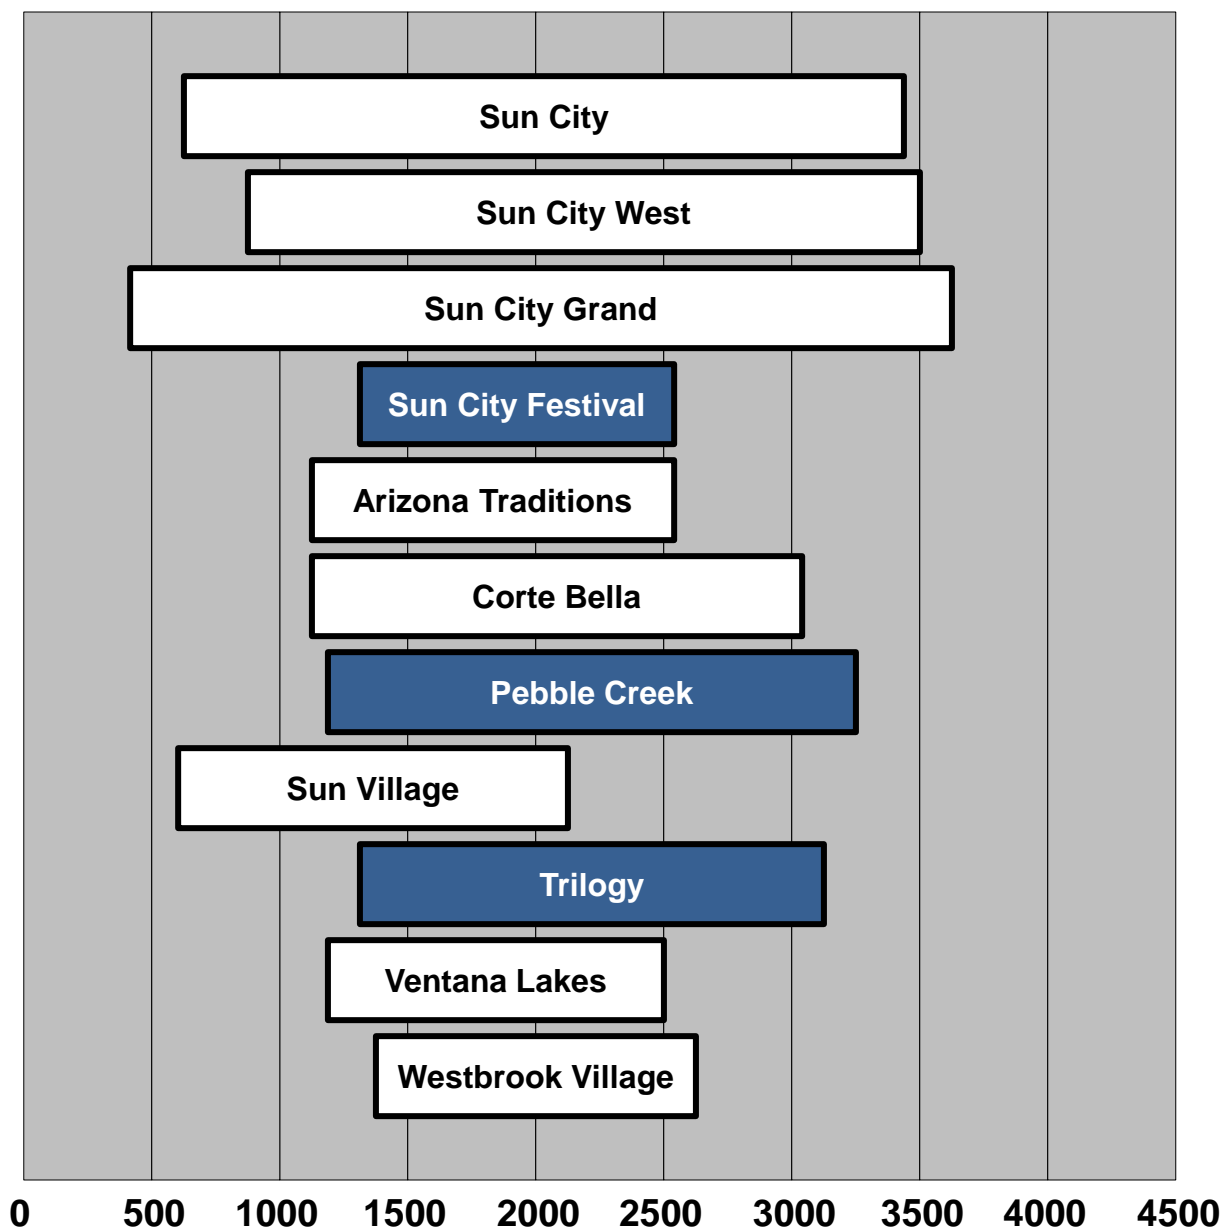 Sun City
Sun City West
Sun City Grand
Sun City Festival
Arizona Traditions
Corte Bella
Pebble Creek
Sun Village
Trilogy
Ventana Lakes
Westbrook Village
0 500 1000 1500 2000 2500 3000 3500 4000 4500